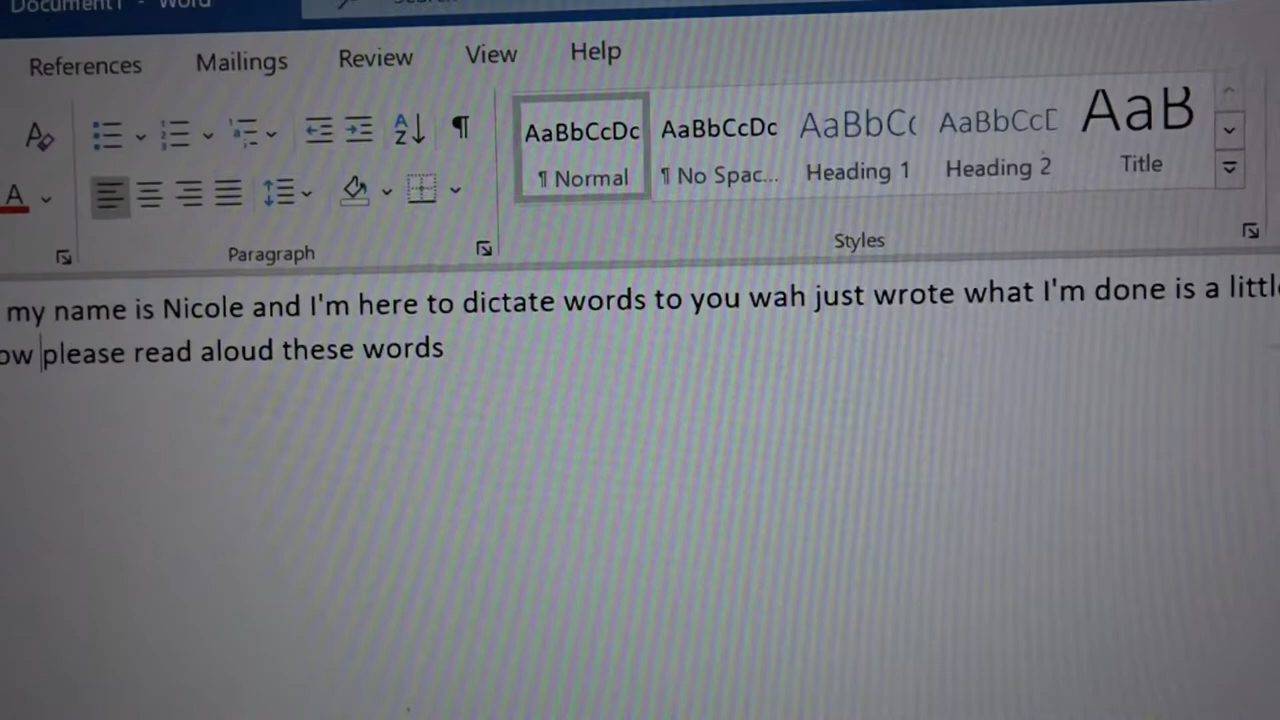 Document1 - Word
References Mailings Review View Help
AaBbCcDc AaBbCcDc AaBbCc AaBbCcD AaB
¶ Normal ¶ No Spac... Heading 1 Heading 2 Title
Paragraph Styles
my name is Nicole and I'm here to dictate words to you wah just wrote what I'm done is a little
ow please read aloud these words